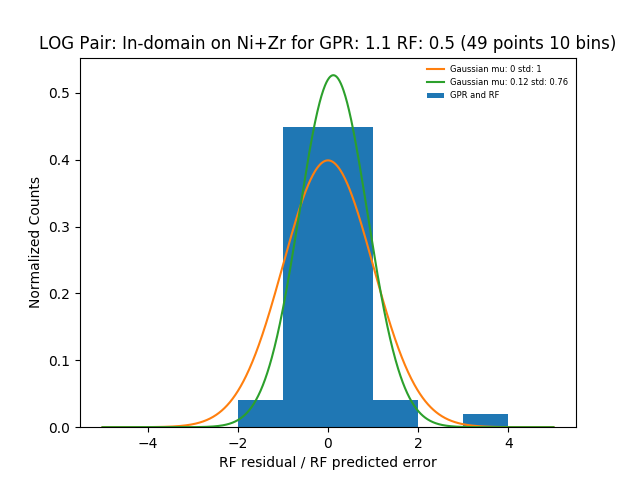 LOG Pair: In-domain on Ni+Zr for GPR: 1.1 RF: 0.5 (49 points 10 bins)
Gaussian mu: 0 std: 1
Gaussian mu: 0.12 std: 0.76
GPR and RF
Normalized Counts
0.5
0.4
0.3
0.2
0.1
0.0
−4 −2 0 2 4
RF residual / RF predicted error